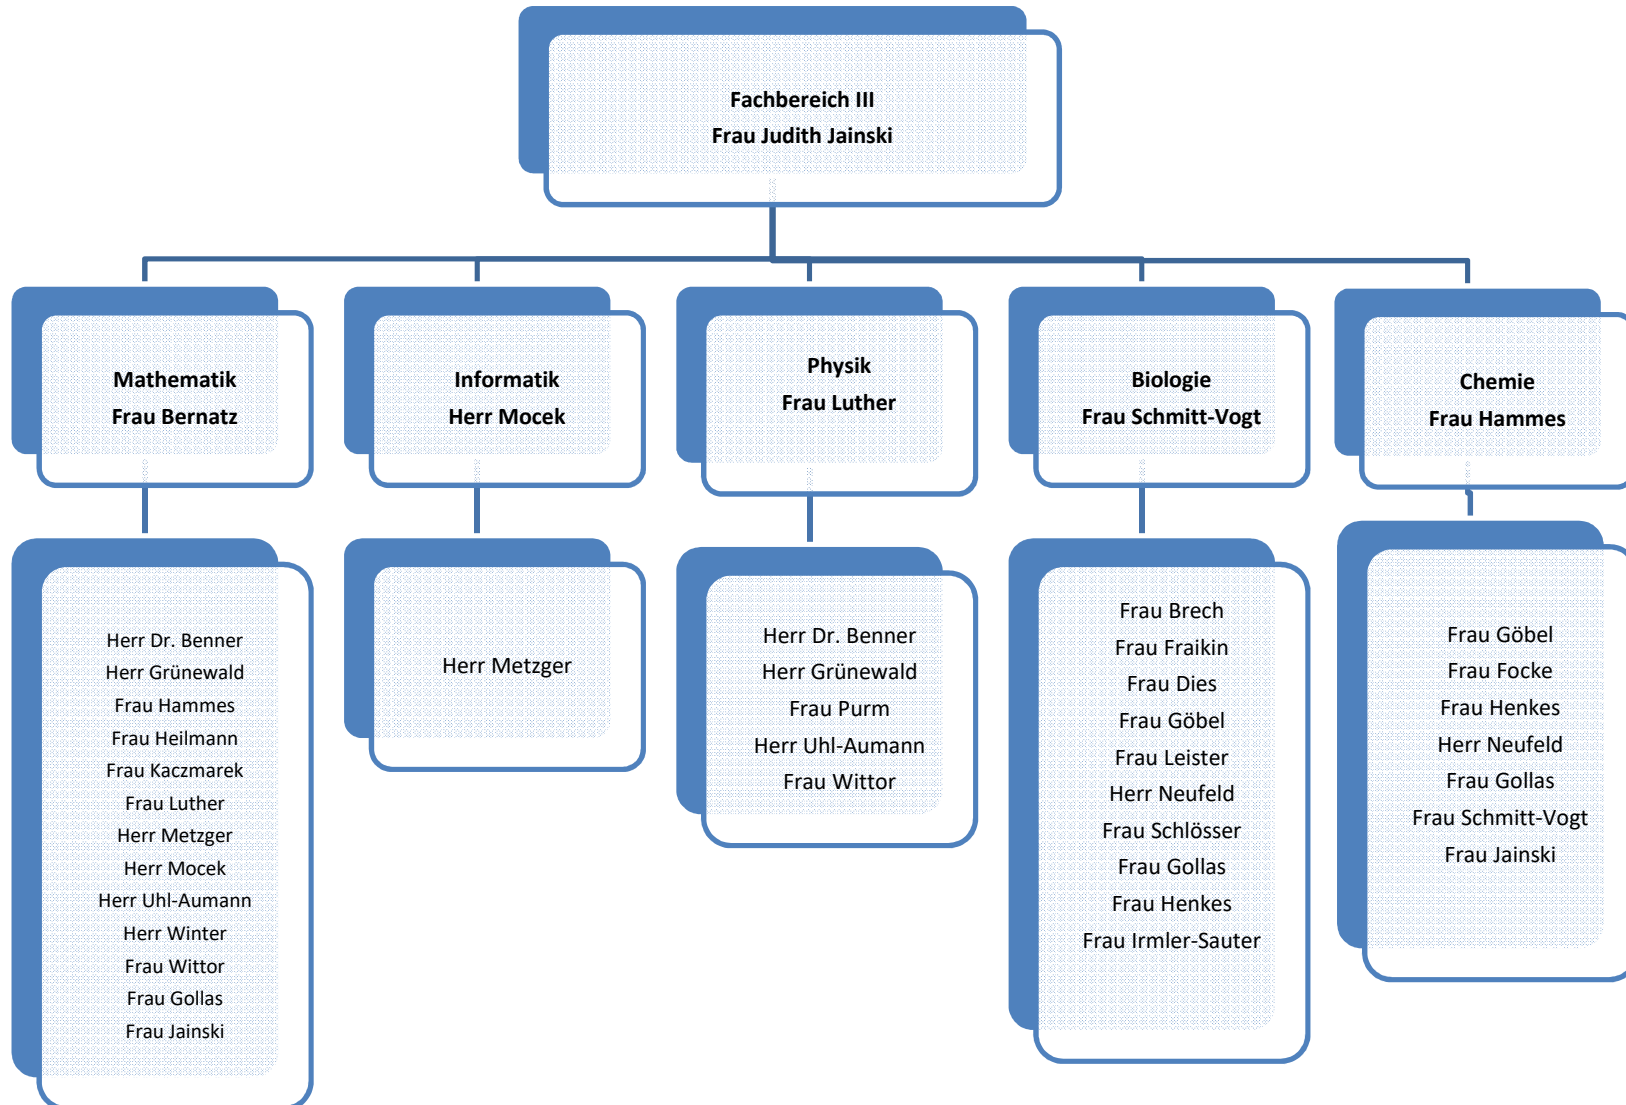 Fachbereich III
Frau Judith Jainski
Mathematik
Frau Bernatz
Informatik
Herr Mocek
Physik
Frau Luther
Biologie
Frau Schmitt-Vogt
Chemie
Frau Hammes
Herr Dr. Benner
Herr Grünewald
Frau Hammes
Frau Heilmann
Frau Kaczmarek
Frau Luther
Herr Metzger
Herr Mocek
Herr Uhl-Aumann
Herr Winter
Frau Wittor
Frau Gollas
Frau Jainski
Herr Metzger
Herr Dr. Benner
Herr Grünewald
Frau Purm
Herr Uhl-Aumann
Frau Wittor
Frau Brech
Frau Fraikin
Frau Dies
Frau Göbel
Frau Leister
Herr Neufeld
Frau Schlösser
Frau Gollas
Frau Henkes
Frau Irmler-Sauter
Frau Göbel
Frau Focke
Frau Henkes
Herr Neufeld
Frau Gollas
Frau Schmitt-Vogt
Frau Jainski